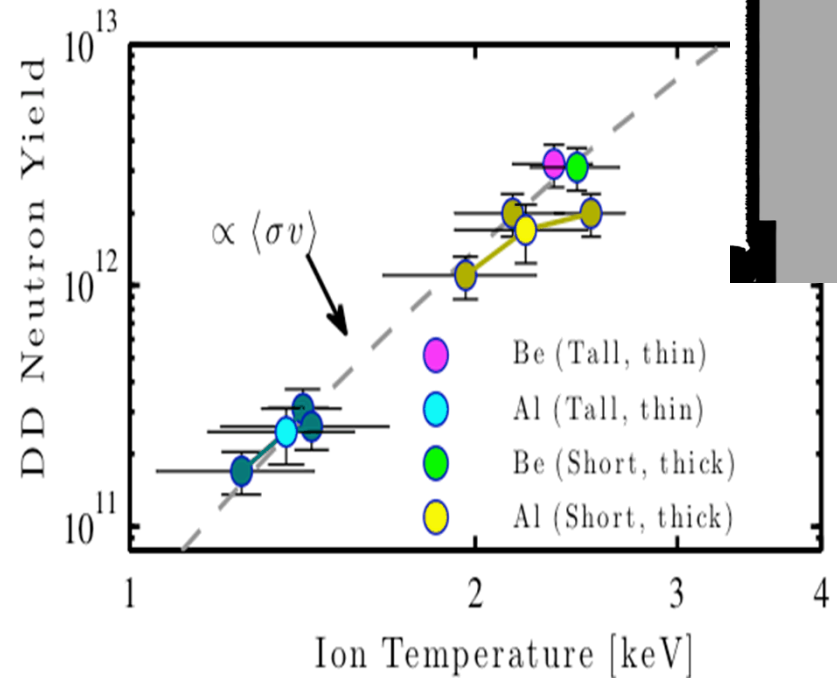 DD Neutron Yield
10^13
10^12
10^11
∝ ⟨σv⟩
Be (Tall, thin)
Al (Tall, thin)
Be (Short, thick)
Al (Short, thick)
1 2 3 4
Ion Temperature [keV]